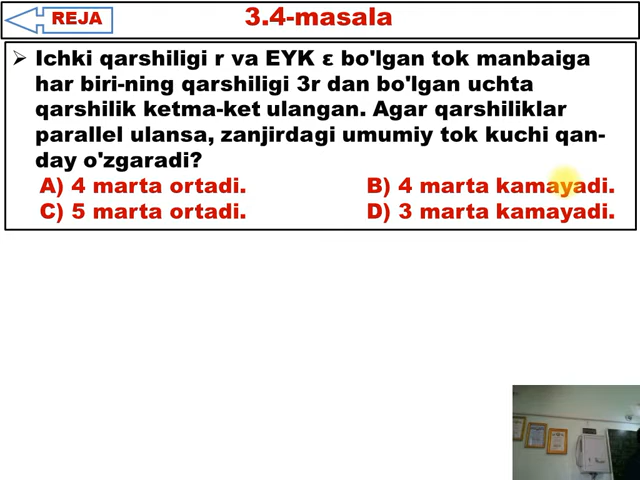 REJA
3.4-masala
Ichki qarshiligi r va EYK ε bo'lgan tok manbaiga
har biri-ning qarshiligi 3r dan bo'lgan uchta
qarshilik ketma-ket ulangan. Agar qarshiliklar
parallel ulansa, zanjirdagi umumiy tok kuchi qan-
day o'zgaradi?
A) 4 marta ortadi. B) 4 marta kamayadi.
C) 5 marta ortadi. D) 3 marta kamayadi.